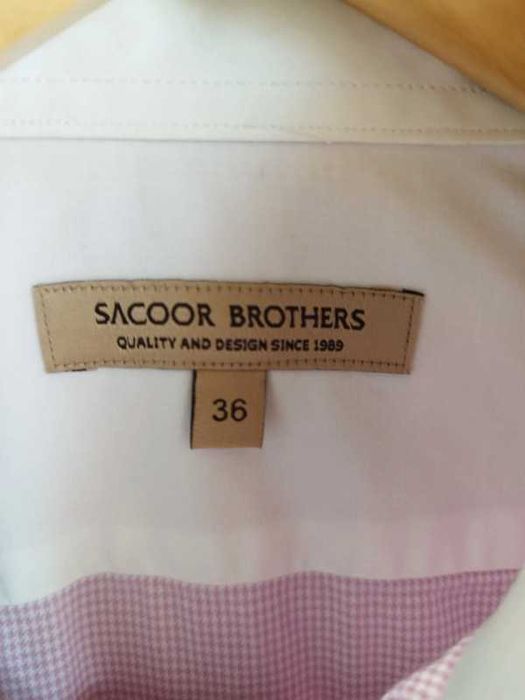 SACOOR BROTHERS
QUALITY AND DESIGN SINCE 1989
36